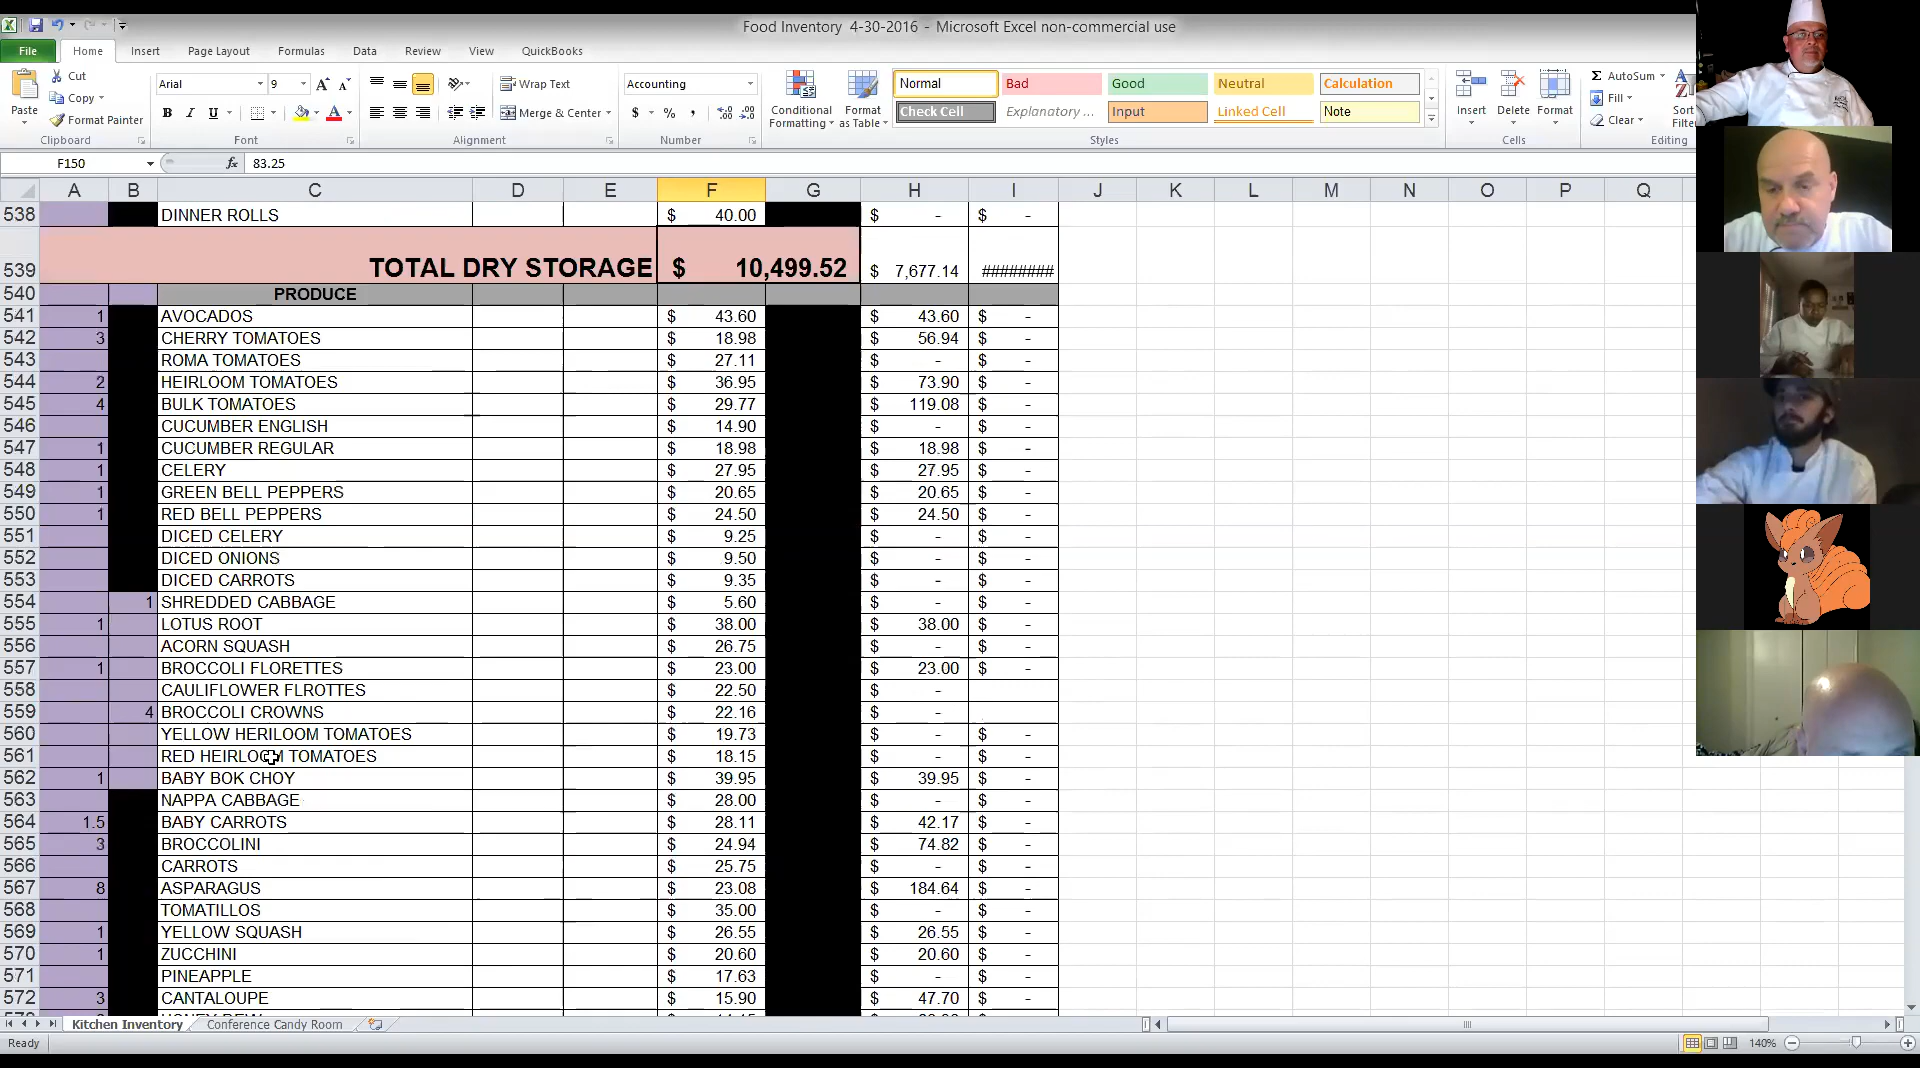 Food Inventory 4-30-2016 - Microsoft Excel non-commercial use
File Home Insert Page Layout Formulas Data Review View QuickBooks
Paste Cut Copy Format Painter Clipboard
Arial 9 B I U A A A Font
Wrap Text Merge & Center Alignment
Accounting $ % , Number
Conditional Formatting Format as Table
Normal Bad Good Neutral Calculation
Check Cell Explanatory ... Input Linked Cell Note
Styles
Insert Delete Format Cells
Σ AutoSum Fill Clear Sort Filter Editing
F150 fx 83.25
A B C D E F G H I J K L M N O P Q
538 DINNER ROLLS $ 40.00 $ - $ -
539 TOTAL DRY STORAGE $ 10,499.52 $ 7,677.14 ########
540 PRODUCE
541 1 AVOCADOS $ 43.60 $ 43.60 $ -
542 3 CHERRY TOMATOES $ 18.98 $ 56.94 $ -
543 ROMA TOMATOES $ 27.11 $ - $ -
544 2 HEIRLOOM TOMATOES $ 36.95 $ 73.90 $ -
545 4 BULK TOMATOES $ 29.77 $ 119.08 $ -
546 CUCUMBER ENGLISH $ 14.90 $ - $ -
547 1 CUCUMBER REGULAR $ 18.98 $ 18.98 $ -
548 1 CELERY $ 27.95 $ 27.95 $ -
549 1 GREEN BELL PEPPERS $ 20.65 $ 20.65 $ -
550 1 RED BELL PEPPERS $ 24.50 $ 24.50 $ -
551 DICED CELERY $ 9.25 $ - $ -
552 DICED ONIONS $ 9.50 $ - $ -
553 DICED CARROTS $ 9.35 $ - $ -
554 1 SHREDDED CABBAGE $ 5.60 $ - $ -
555 1 LOTUS ROOT $ 38.00 $ 38.00 $ -
556 ACORN SQUASH $ 26.75 $ - $ -
557 1 BROCCOLI FLORETTES $ 23.00 $ 23.00 $ -
558 CAULIFLOWER FLROTTES $ 22.50 $ -
559 4 BROCCOLI CROWNS $ 22.16 $ -
560 YELLOW HERILOOM TOMATOES $ 19.73 $ - $ -
561 RED HEIRLOOM TOMATOES $ 18.15 $ - $ -
562 1 BABY BOK CHOY $ 39.95 $ 39.95 $ -
563 NAPPA CABBAGE $ 28.00 $ - $ -
564 1.5 BABY CARROTS $ 28.11 $ 42.17 $ -
565 3 BROCCOLINI $ 24.94 $ 74.82 $ -
566 CARROTS $ 25.75 $ - $ -
567 8 ASPARAGUS $ 23.08 $ 184.64 $ -
568 TOMATILLOS $ 35.00 $ - $ -
569 1 YELLOW SQUASH $ 26.55 $ 26.55 $ -
570 1 ZUCCHINI $ 20.60 $ 20.60 $ -
571 PINEAPPLE $ 17.63 $ - $ -
572 3 CANTALOUPE $ 15.90 $ 47.70 $ -
Kitchen Inventory Conference Candy Room
Ready 140%